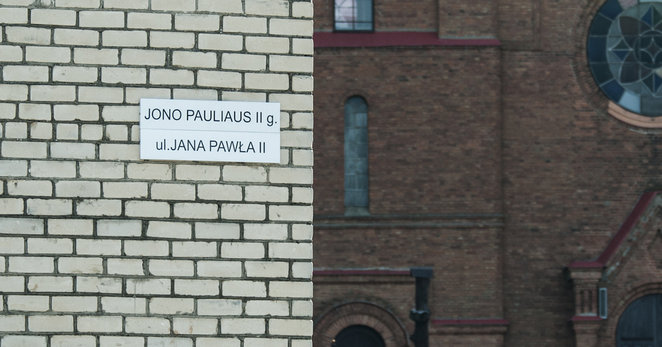 JONO PAULIAUS II g.
ul.JANA PAWŁA II